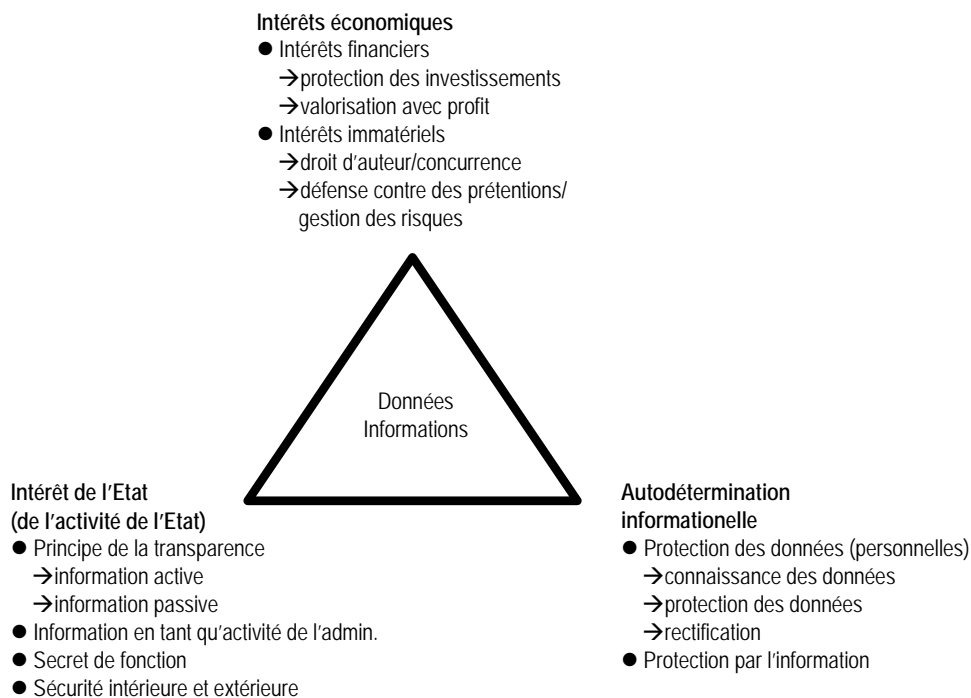 Intérêts économiques
● Intérêts financiers
→protection des investissements
→valorisation avec profit
● Intérêts immatériels
→droit d'auteur/concurrence
→défense contre des prétentions/
gestion des risques
Données
Informations
Intérêt de l'Etat
(de l'activité de l'Etat)
● Principe de la transparence
→information active
→information passive
● Information en tant qu'activité de l'admin.
● Secret de fonction
● Sécurité intérieure et extérieure
Autodétermination
informationelle
● Protection des données (personnelles)
→connaissance des données
→protection des données
→rectification
● Protection par l'information